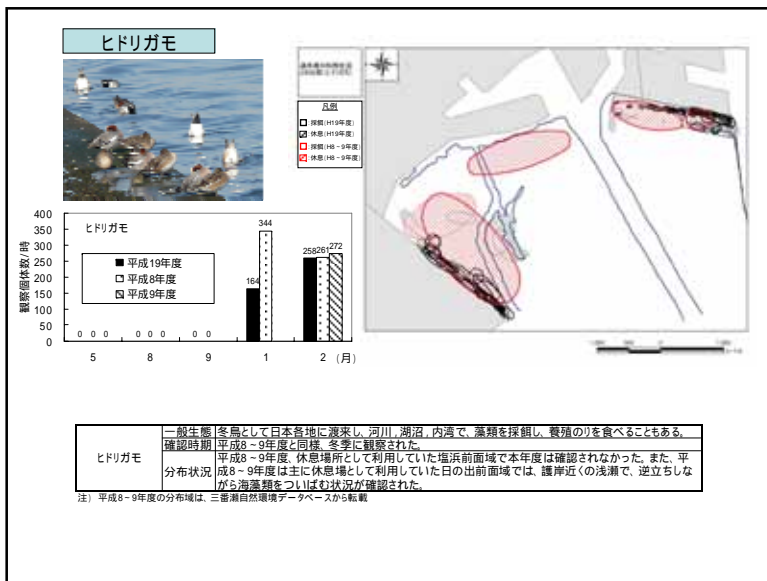 ヒドリガモ
凡例
採餌(H19年度)
休息(H19年度)
採餌(H8～9年度)
休息(H8～9年度)
400
350
300
250
200
150
100
50
0
観察個体数/時
ヒドリガモ
平成19年度
平成8年度
平成9年度
0 0 0
0 0 0
0 0
164
344
258
261
272
5 8 9 1 2 (月)
ヒドリガモ
一般生態 冬鳥として日本各地に渡来し、河川,湖沼,内湾で、藻類を採餌し、養殖のりを食べることもある。
確認時期 平成8～9年度と同様、冬季に観察された。
分布状況 平成8～9年度、休息場所として利用していた塩浜前面域で本年度は確認されなかった。また、平
成8～9年度は主に休息場として利用していた日の出前面では、護岸近くの浅瀬で、逆立ちしな
がら海藻類をついばむ状況が確認された。
注) 平成8～9年度の分布域は、三番瀬自然環境データベースから転載